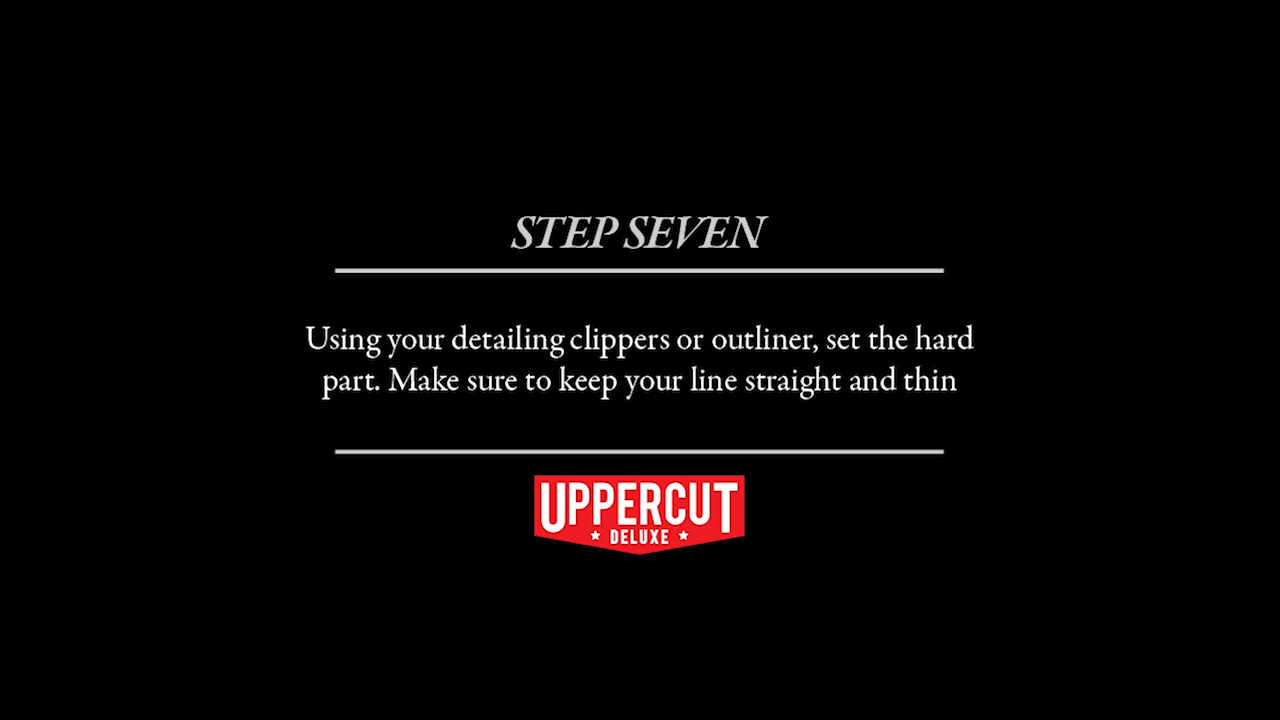 STEP SEVEN
Using your detailing clippers or outliner, set the hard
part. Make sure to keep your line straight and thin
UPPERCUT
DELUXE